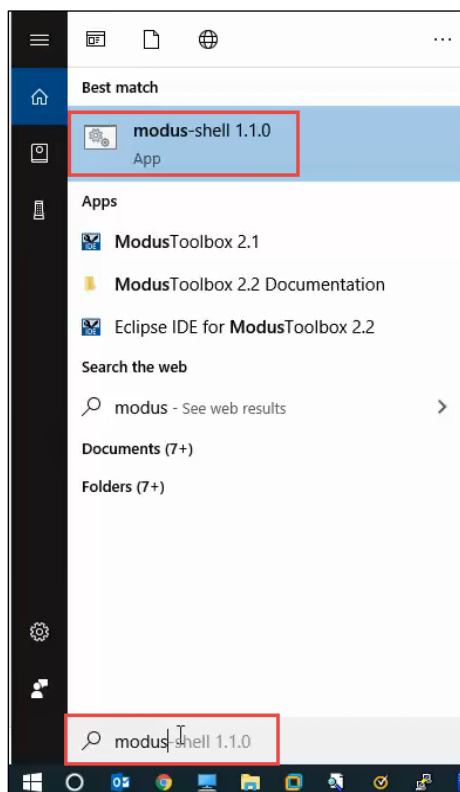 ...
Best match
modus-shell 1.1.0
App
Apps
IDE ModusToolbox 2.1
ModusToolbox 2.2 Documentation
IDE Eclipse IDE for ModusToolbox 2.2
Search the web
modus - See web results
Documents (7+)
Folders (7+)
modus-shell 1.1.0